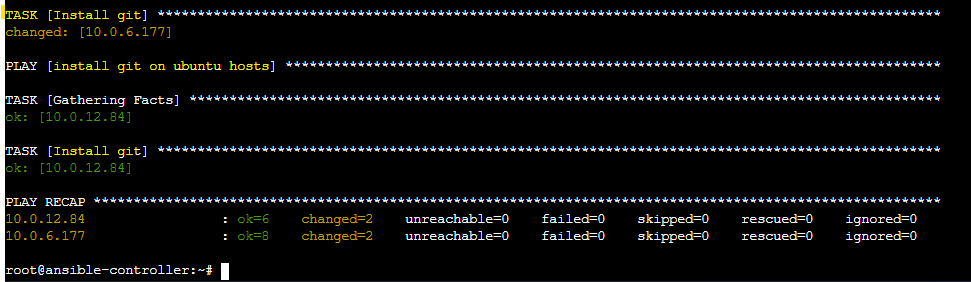 TASK [Install git] **************************************************************************************************
changed: [10.0.6.177]
PLAY [install git on ubuntu hosts] **********************************************************************************
TASK [Gathering Facts] **********************************************************************************************
ok: [10.0.12.84]
TASK [Install git] **************************************************************************************************
ok: [10.0.12.84]
PLAY RECAP **********************************************************************************************************
10.0.12.84                 : ok=6    changed=2    unreachable=0    failed=0    skipped=0    rescued=0    ignored=0
10.0.6.177                 : ok=8    changed=2    unreachable=0    failed=0    skipped=0    rescued=0    ignored=0
root@ansible-controller:~#